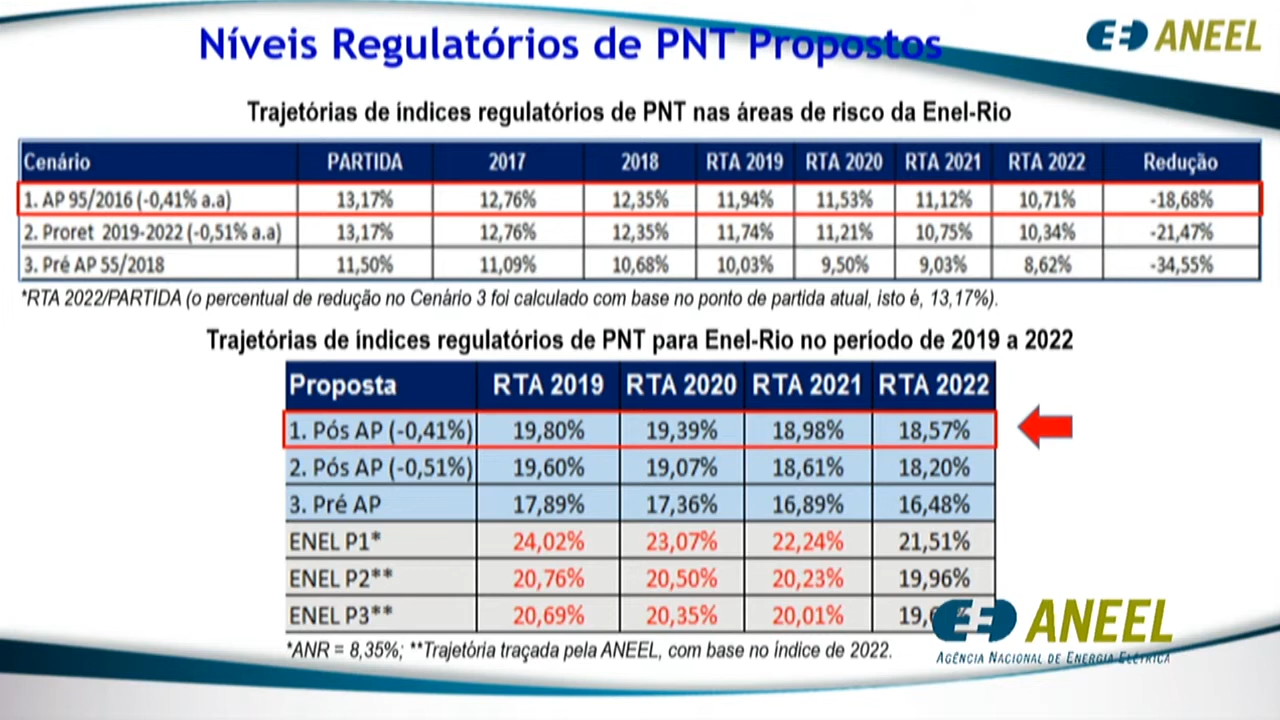 Níveis Regulatórios de PNT Propostos
ANEEL
Trajetórias de índices regulatórios de PNT nas áreas de risco da Enel-Rio
Cenário PARTIDA 2017 2018 RTA 2019 RTA 2020 RTA 2021 RTA 2022 Redução
1. AP 95/2016 (-0,41% a.a) 13,17% 12,76% 12,35% 11,94% 11,53% 11,12% 10,71% -18,68%
2. Proret 2019-2022 (-0,51% a.a) 13,17% 12,76% 12,35% 11,74% 11,21% 10,75% 10,34% -21,47%
3. Pré AP 55/2018 11,50% 11,09% 10,68% 10,03% 9,50% 9,03% 8,62% -34,55%
*RTA 2022/PARTIDA (o percentual de redução no Cenário 3 foi calculado com base no ponto de partida atual, isto é, 13,17%).
Trajetórias de índices regulatórios de PNT para Enel-Rio no período de 2019 a 2022
Proposta RTA 2019 RTA 2020 RTA 2021 RTA 2022
1. Pós AP (-0,41%) 19,80% 19,39% 18,98% 18,57%
2. Pós AP (-0,51%) 19,60% 19,07% 18,61% 18,20%
3. Pré AP 17,89% 17,36% 16,89% 16,48%
ENEL P1* 24,02% 23,07% 22,24% 21,51%
ENEL P2** 20,76% 20,50% 20,23% 19,96%
ENEL P3** 20,69% 20,35% 20,01%
*ANR = 8,35%; **Trajetória traçada pela ANEEL, com base no índice de 2022.
ANEEL
AGÊNCIA NACIONAL DE ENERGIA ELÉTRICA